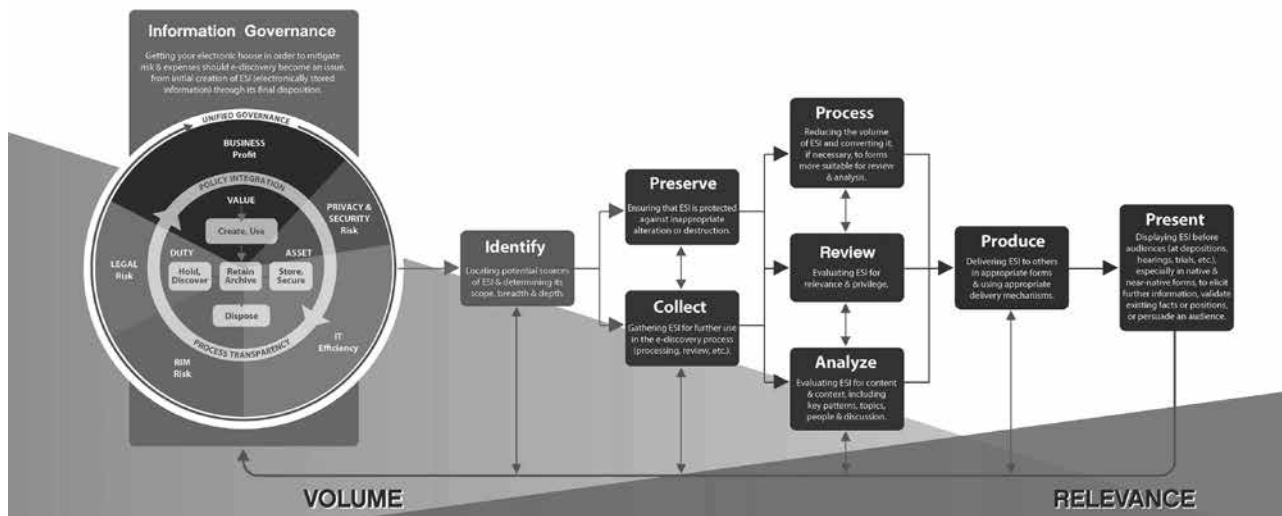 Information Governance
Getting your electronic house in order to mitigate
risk & expenses should e-discovery become an issue,
from initial creation of ESI (electronically stored
information) through its final disposition.
UNIFIED GOVERNANCE
BUSINESS
Profit
POLICY INTEGRATION
VALUE
Create, Use
PRIVACY &
SECURITY
Risk
DUTY
ASSET
LEGAL
Risk
Hold,
Discover
Retain
Archive
Store,
Secure
Dispose
PROCESS TRANSPARENCY
RIM
Risk
IT
Efficiency
Identify
Locating potential sources
of ESI & determining its
scope, breadth & depth.
Preserve
Ensuring that ESI is protected
against inappropriate
alteration or destruction.
Collect
Gathering ESI for further use
in the e-discovery process
(processing, review, etc.).
Process
Reducing the volume
of ESI and converting it,
if necessary, to forms
more suitable for review
& analysis.
Review
Evaluating ESI for
relevance & privilege.
Analyze
Evaluating ESI for content
& context, including
key patterns, topics,
people & discussion.
Produce
Delivering ESI to others
in appropriate forms
& using appropriate
delivery mechanisms.
Present
Displaying ESI before
audiences (at depositions,
hearings, trials, etc.),
especially in native &
near-native forms, to elicit
further information, validate
existing facts or positions,
or persuade an audience.
VOLUME
RELEVANCE